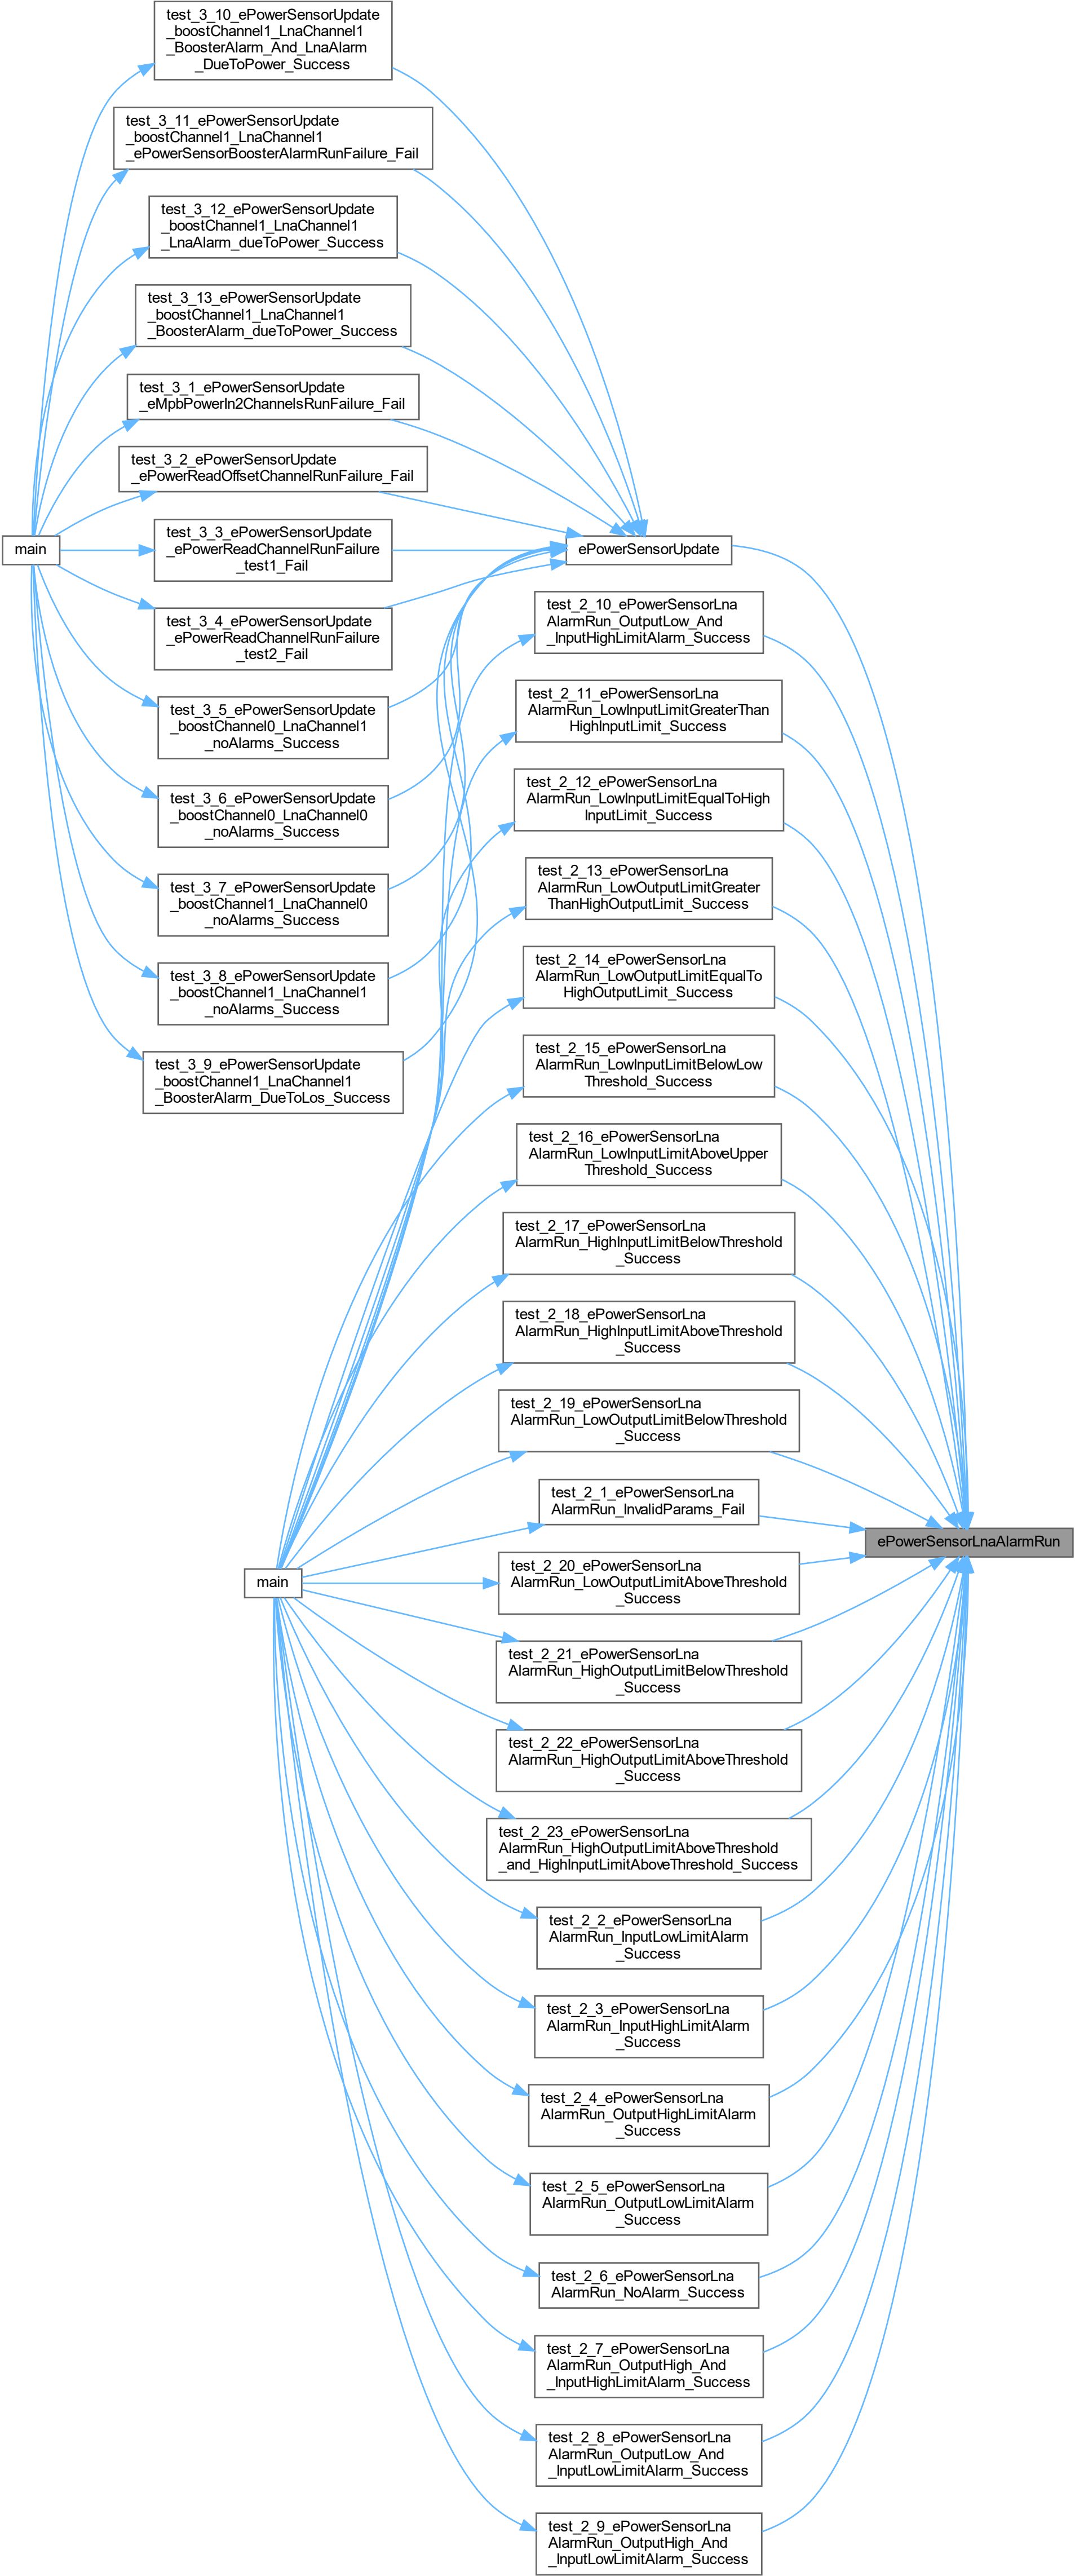 test_3_10_ePowerSensorUpdate
_boostChannel1_LnaChannel1
_BoosterAlarm_And_LnaAlarm
_DueToPower_Success
test_3_11_ePowerSensorUpdate
_boostChannel1_LnaChannel1
_ePowerSensorBoosterAlarmRunFailure_Fail
test_3_12_ePowerSensorUpdate
_boostChannel1_LnaChannel1
_LnaAlarm_dueToPower_Success
test_3_13_ePowerSensorUpdate
_boostChannel1_LnaChannel1
_BoosterAlarm_dueToPower_Success
test_3_1_ePowerSensorUpdate
_eMpbPowerIn2ChannelsRunFailure_Fail
test_3_2_ePowerSensorUpdate
_ePowerReadOffsetChannelRunFailure_Fail
main
test_3_3_ePowerSensorUpdate
_ePowerReadChannelRunFailure
_test1_Fail
ePowerSensorUpdate
test_3_4_ePowerSensorUpdate
_ePowerReadChannelRunFailure
_test2_Fail
test_2_10_ePowerSensorLna
AlarmRun_OutputLow_And
_InputHighLimitAlarm_Success
test_3_5_ePowerSensorUpdate
_boostChannel0_LnaChannel1
_noAlarms_Success
test_2_11_ePowerSensorLna
AlarmRun_LowInputLimitGreaterThan
HighInputLimit_Success
test_3_6_ePowerSensorUpdate
_boostChannel0_LnaChannel0
_noAlarms_Success
test_2_12_ePowerSensorLna
AlarmRun_LowInputLimitEqualToHigh
InputLimit_Success
test_3_7_ePowerSensorUpdate
_boostChannel1_LnaChannel0
_noAlarms_Success
test_2_13_ePowerSensorLna
AlarmRun_LowOutputLimitGreater
ThanHighOutputLimit_Success
test_3_8_ePowerSensorUpdate
_boostChannel1_LnaChannel1
_noAlarms_Success
test_2_14_ePowerSensorLna
AlarmRun_LowOutputLimitEqualTo
HighOutputLimit_Success
test_3_9_ePowerSensorUpdate
_boostChannel1_LnaChannel1
_BoosterAlarm_DueToLos_Success
test_2_15_ePowerSensorLna
AlarmRun_LowInputLimitBelowLow
Threshold_Success
test_2_16_ePowerSensorLna
AlarmRun_LowInputLimitAboveUpper
Threshold_Success
test_2_17_ePowerSensorLna
AlarmRun_HighInputLimitBelowThreshold
_Success
test_2_18_ePowerSensorLna
AlarmRun_HighInputLimitAboveThreshold
_Success
test_2_19_ePowerSensorLna
AlarmRun_LowOutputLimitBelowThreshold
_Success
test_2_1_ePowerSensorLna
AlarmRun_InvalidParams_Fail
ePowerSensorLnaAlarmRun
main
test_2_20_ePowerSensorLna
AlarmRun_LowOutputLimitAboveThreshold
_Success
test_2_21_ePowerSensorLna
AlarmRun_HighOutputLimitBelowThreshold
_Success
test_2_22_ePowerSensorLna
AlarmRun_HighOutputLimitAboveThreshold
_Success
test_2_23_ePowerSensorLna
AlarmRun_HighOutputLimitAboveThreshold
_and_HighInputLimitAboveThreshold_Success
test_2_2_ePowerSensorLna
AlarmRun_InputLowLimitAlarm
_Success
test_2_3_ePowerSensorLna
AlarmRun_InputHighLimitAlarm
_Success
test_2_4_ePowerSensorLna
AlarmRun_OutputHighLimitAlarm
_Success
test_2_5_ePowerSensorLna
AlarmRun_OutputLowLimitAlarm
_Success
test_2_6_ePowerSensorLna
AlarmRun_NoAlarm_Success
test_2_7_ePowerSensorLna
AlarmRun_OutputHigh_And
_InputHighLimitAlarm_Success
test_2_8_ePowerSensorLna
AlarmRun_OutputLow_And
_InputLowLimitAlarm_Success
test_2_9_ePowerSensorLna
AlarmRun_OutputHigh_And
_InputLowLimitAlarm_Success